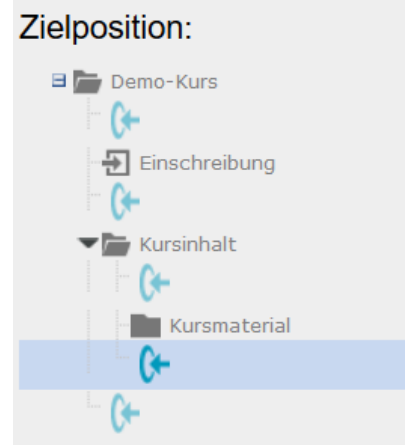 Zielposition:
Demo-Kurs
Einschreibung
Kursinhalt
Kursmaterial